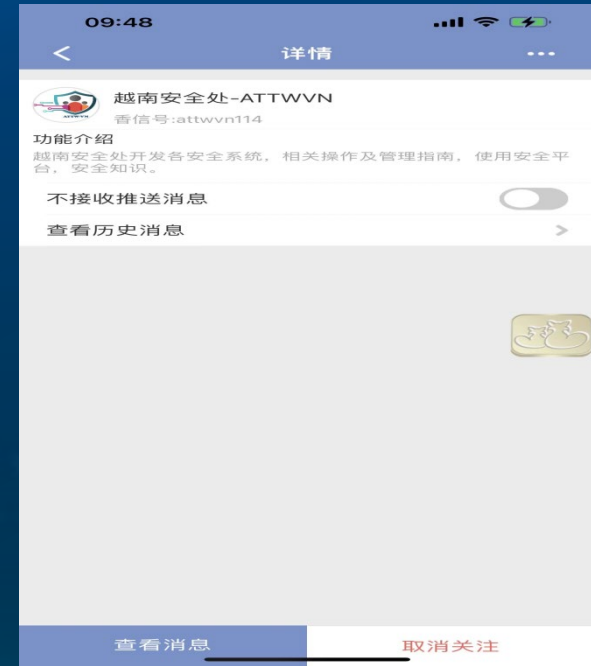 09:48
详情
越南安全处-ATTWVN
香信号:attwvn114
功能介绍
越南安全处开发各安全系统，相关操作及管理指南，使用安全平
台，安全知识。
不接收推送消息
查看历史消息
查看消息
取消关注